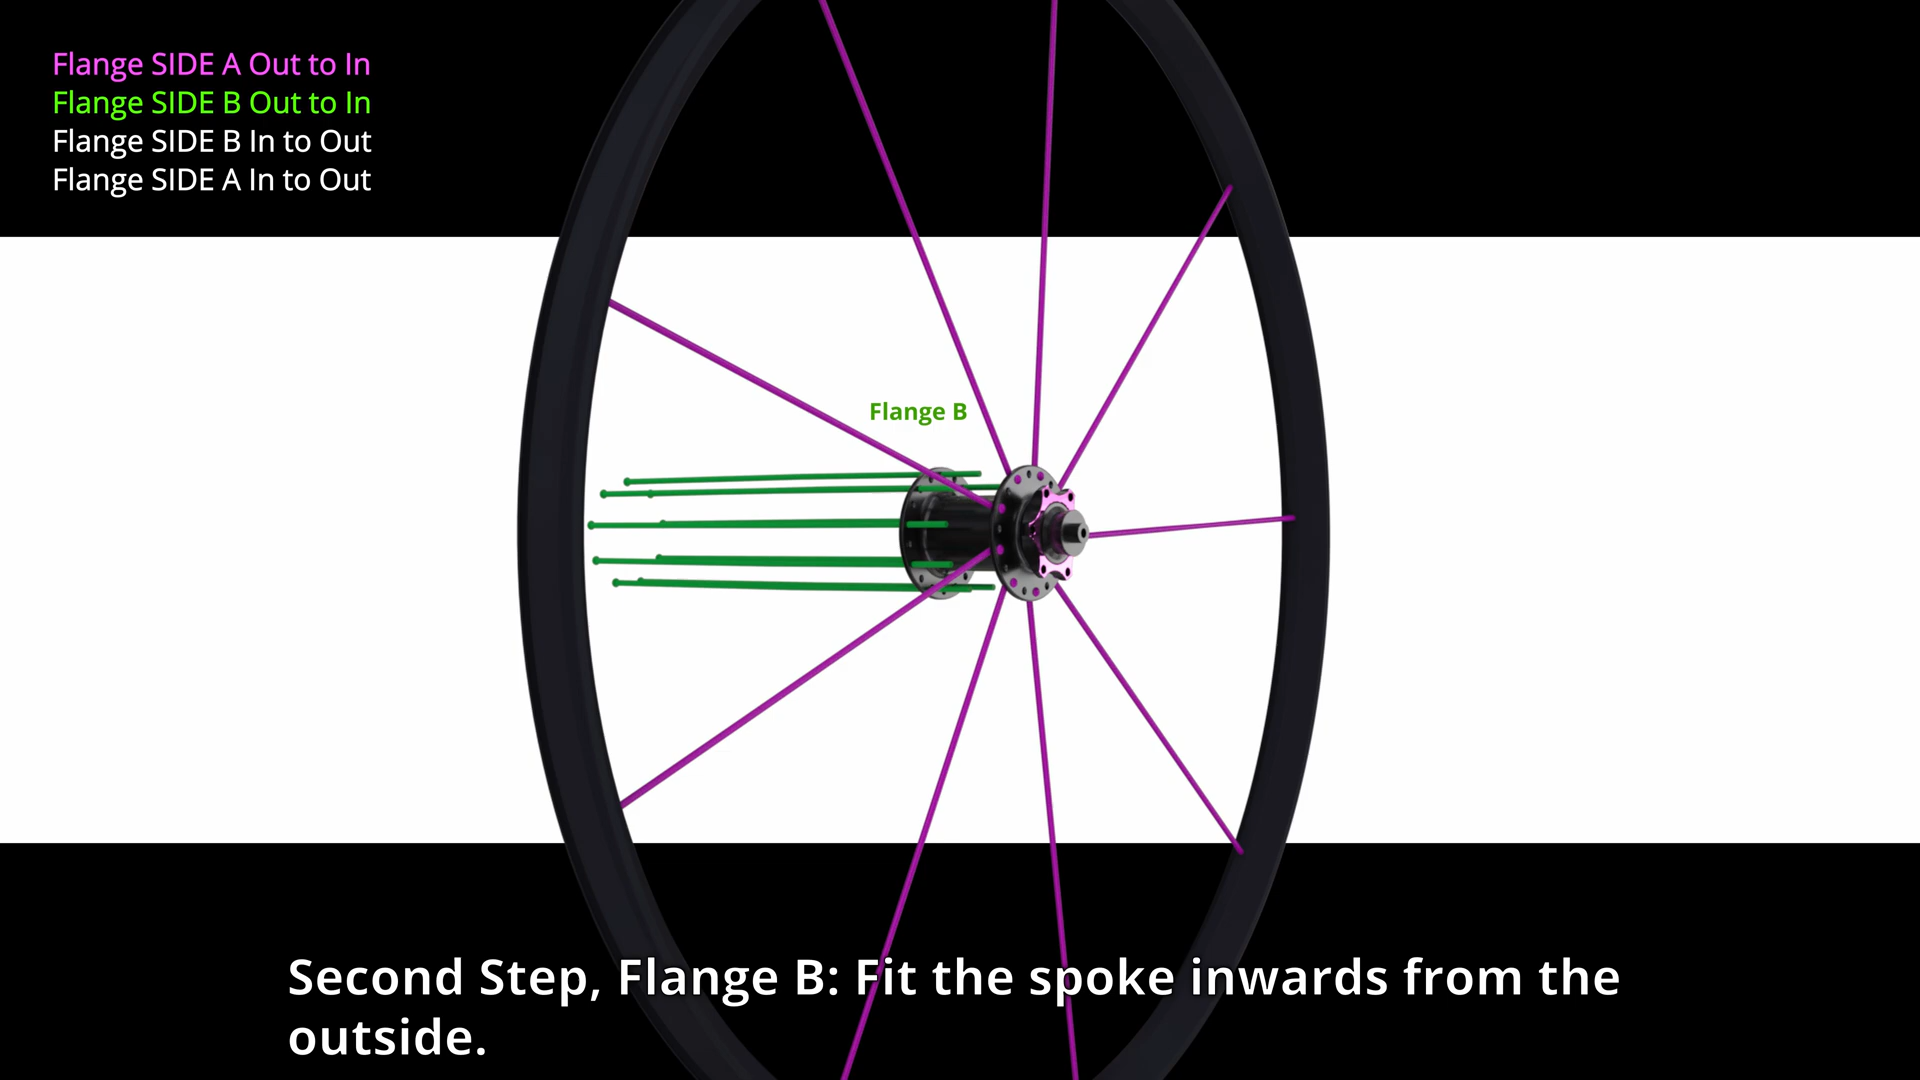 Flange SIDE A Out to In
Flange SIDE B Out to In
Flange SIDE B In to Out
Flange SIDE A In to Out
Flange B
Second Step, Flange B: Fit the spoke inwards from the
outside.